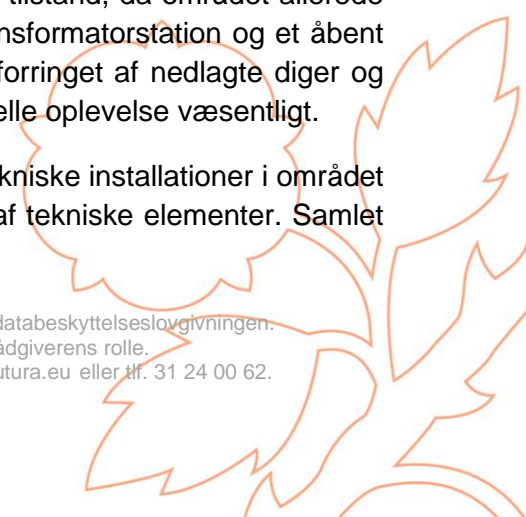 tilstand, da området allerede
nsformatorstation og et åbent
forringet af nedlagte diger og
elle oplevelse væsentligt.
kniske installationer i området
af tekniske elementer. Samlet
databeskyttelseslovgivningen.
ådgiverens rolle.
utura.eu eller tlf. 31 24 00 62.